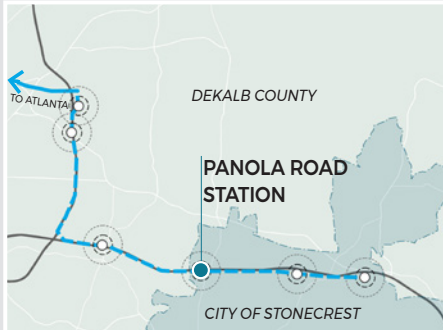 DEKALB COUNTY
TO ATLANTA
PANOLA ROAD
STATION
CITY OF STONECREST